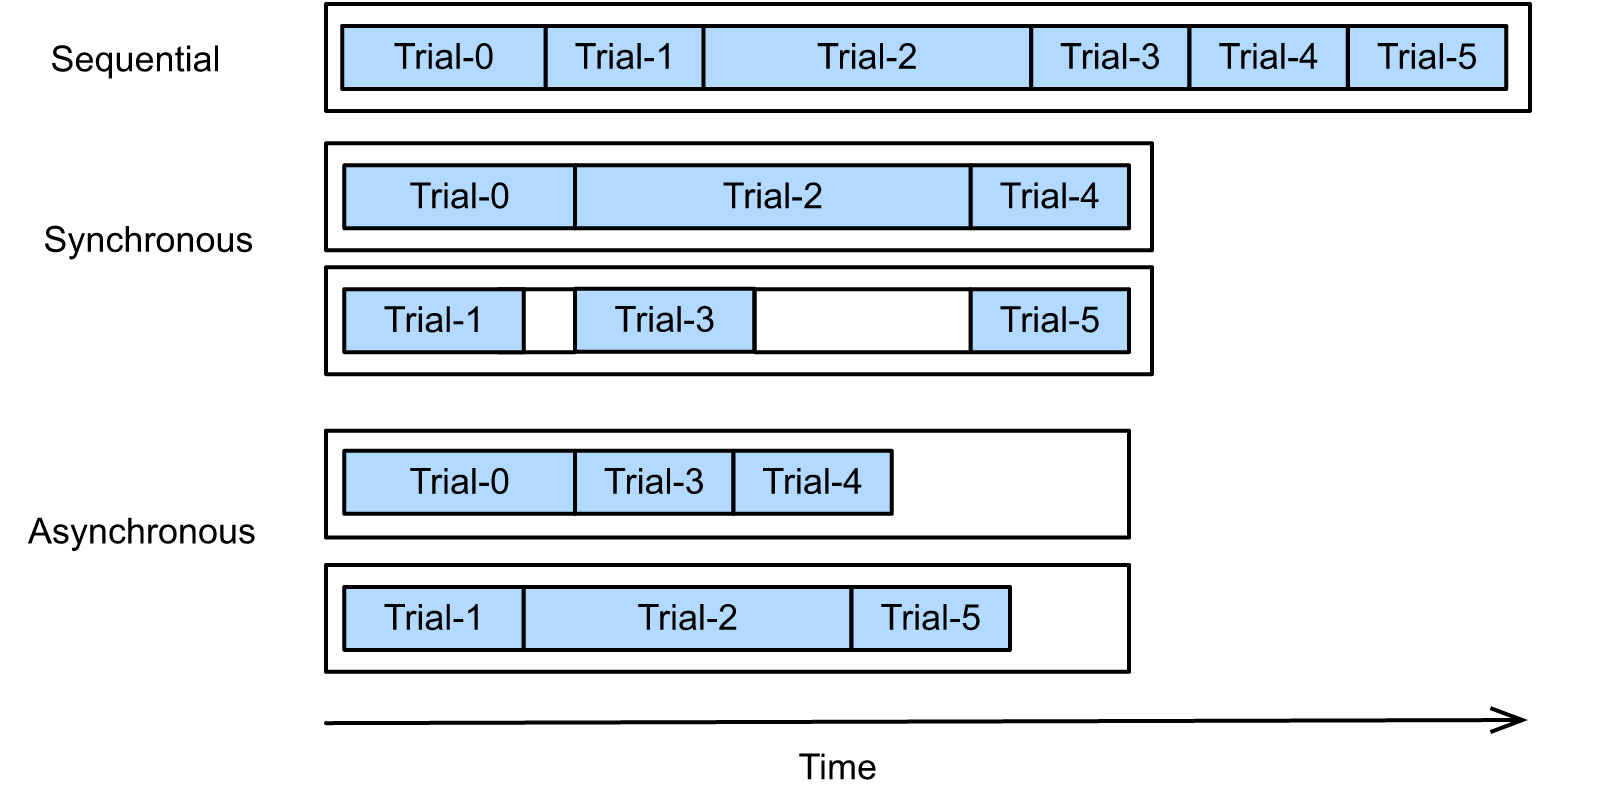 Sequential
Trial-0 Trial-1 Trial-2 Trial-3 Trial-4 Trial-5
Synchronous
Trial-0 Trial-2 Trial-4
Trial-1 Trial-3 Trial-5
Asynchronous
Trial-0 Trial-3 Trial-4
Trial-1 Trial-2 Trial-5
Time